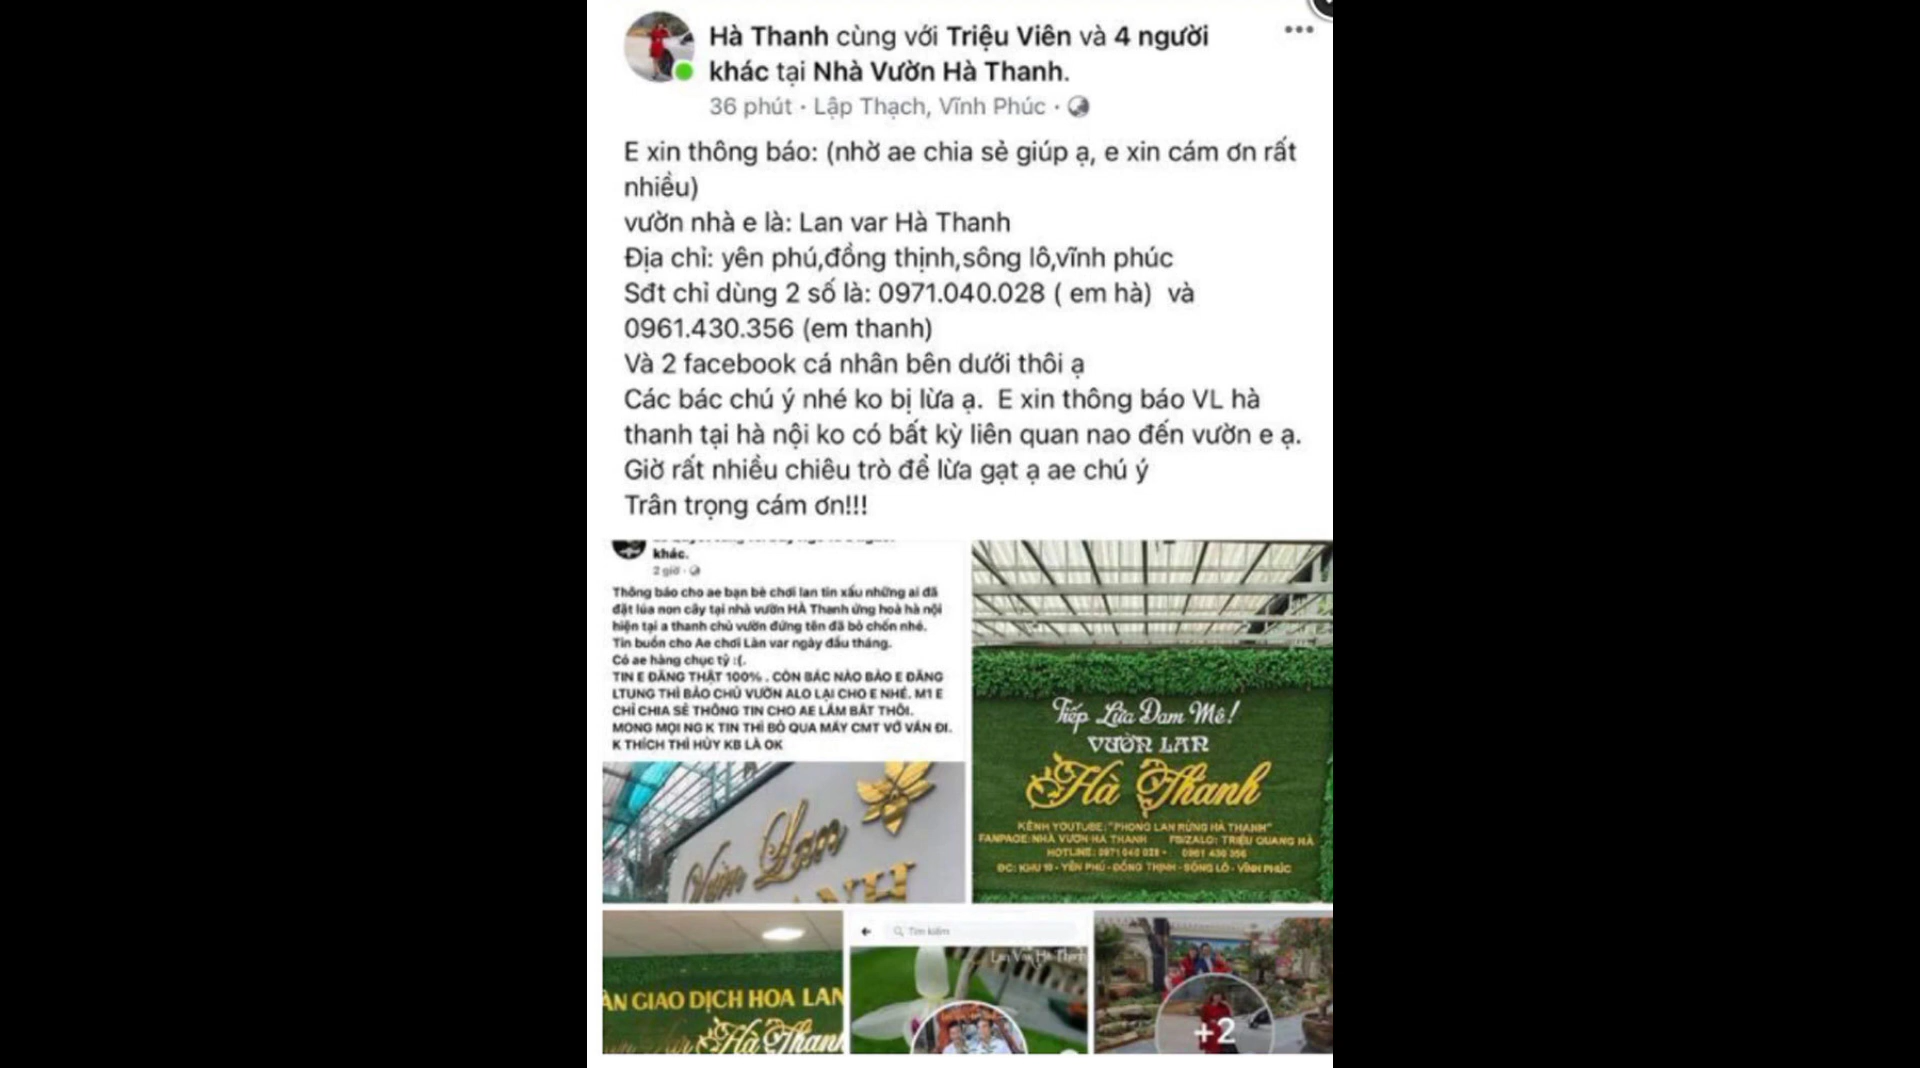 Hà Thanh cùng với Triệu Viên và 4 người
khác tại Nhà Vườn Hà Thanh.
36 phút · Lập Thạch, Vĩnh Phúc ·
E xin thông báo: (nhờ ae chia sẻ giúp ạ, e xin cám ơn rất
nhiều)
vườn nhà e là: Lan var Hà Thanh
Địa chỉ: yên phú,đồng thịnh,sông lô,vĩnh phúc
Sđt chỉ dùng 2 số là: 0971.040.028 ( em hà)  và
0961.430.356 (em thanh)
Và 2 facebook cá nhân bên dưới thôi ạ
Các bác chú ý nhé ko bị lừa ạ.  E xin thông báo VL hà
thanh tại hà nội ko có bất kỳ liên quan nao đến vườn e ạ.
Giờ rất nhiều chiêu trò để lừa gạt ạ ae chú ý
Trân trọng cám ơn!!!
khác.
2 giờ ·
Thông báo cho ae bạn bè chơi lan tin xấu những ai đã
đặt lúa non cây tại nhà vườn HÀ Thanh ứng hoà hà nội
hiện tại a thanh chủ vườn đứng tên đã bỏ chốn nhé.
Tin buồn cho Ae chơi Làn var ngày đầu tháng.
Có ae hàng chục tỷ :(.
TIN E ĐĂNG THẬT 100% . CÒN BÁC NÀO BẢO E ĐĂNG
LTUNG THÌ BẢO CHỦ VƯỜN ALO LẠI CHO E NHÉ. M1 E
CHỈ CHIA SẺ THÔNG TIN CHO AE LẮM BẮT THÔI.
MONG MỌI NG K TIN THÌ BỎ QUA MẤY CMT VỚ VẨN ĐI.
K THÍCH THÌ HỦY KB LÀ OK
Vườn Lan
Tiếp Lửa Đam Mê!
VƯỜN LAN
Hà Thanh
KÊNH YOUTUBE: "PHONG LAN RỪNG HÀ THANH"
FANPAGE: NHÀ VƯỜN HÀ THANH FB/ZALO: TRIỆU QUANG HÀ
HOTLINE: 0971 040 028 - 0961 430 356
ĐC: KHU 10 - YÊN PHÚ - ĐỒNG THỊNH - SÔNG LÔ - VĨNH PHÚC
GIAO DỊCH HOA LAN
Hà Thanh
Tìm kiếm
+2